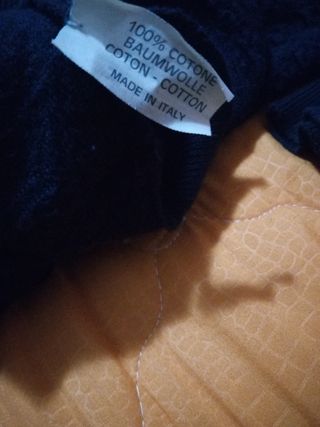 100% COTONE
BAUMWOLLE
COTON - COTTON
MADE IN ITALY